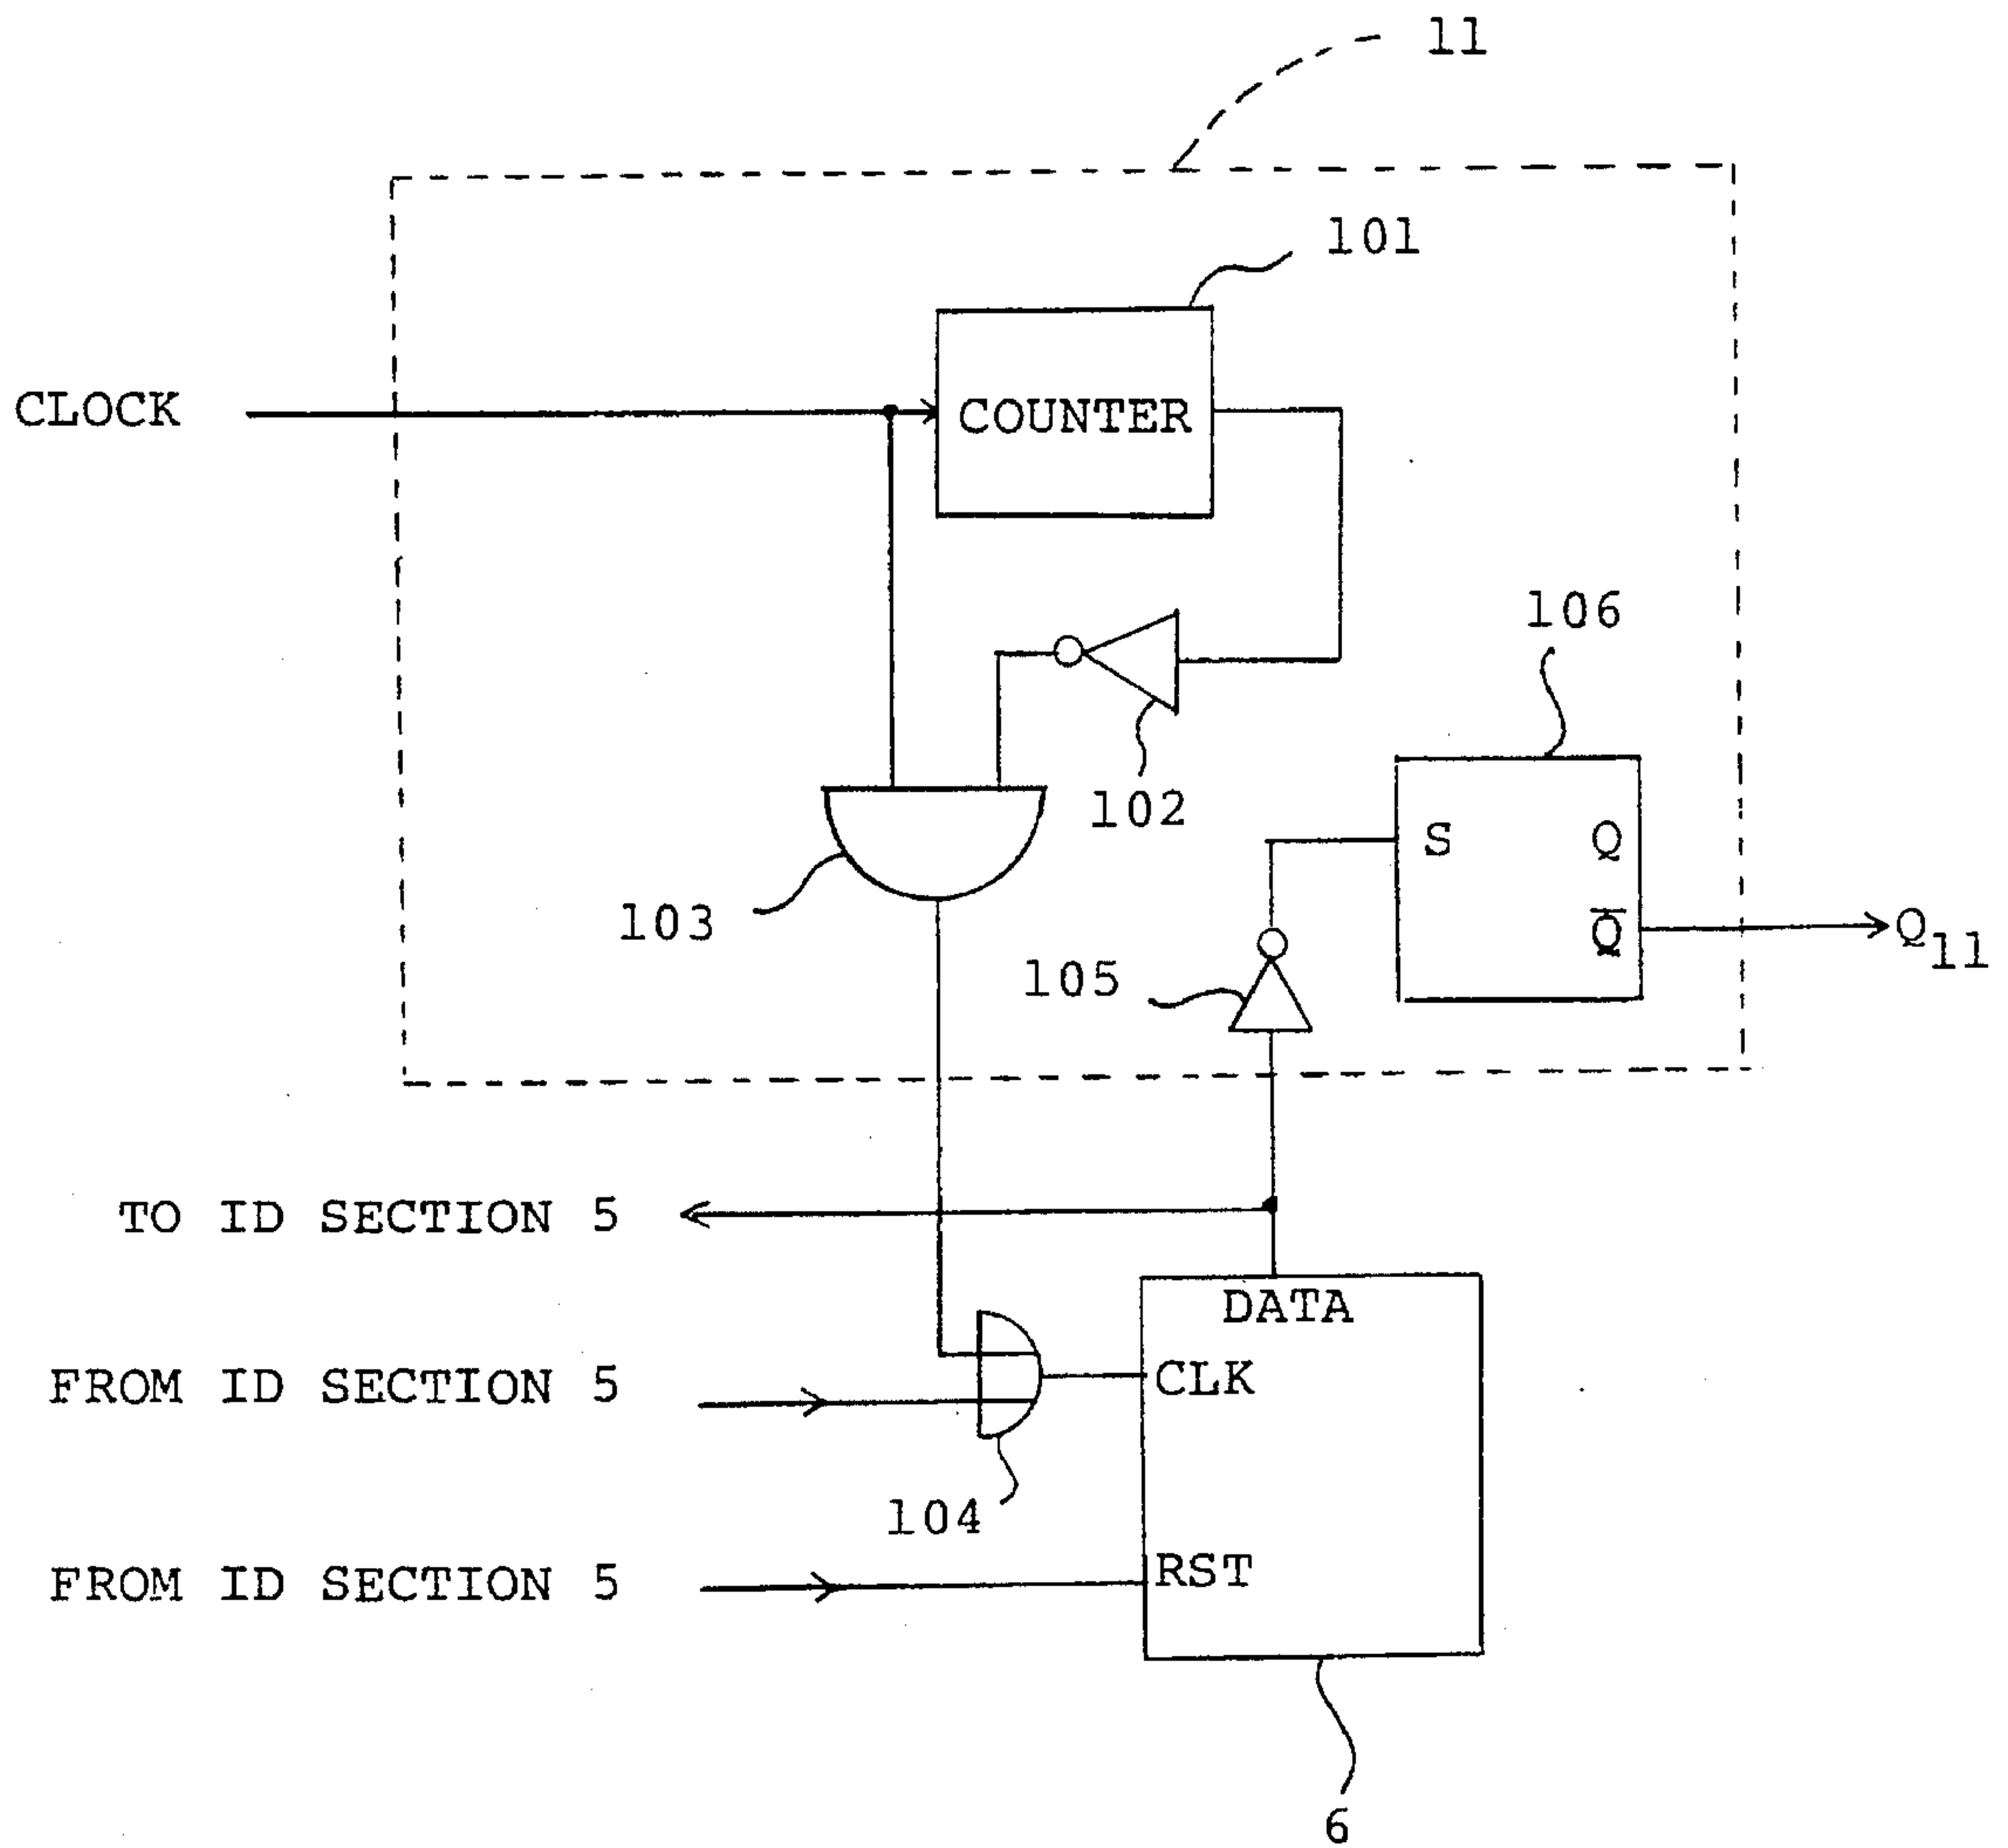 11
101
CLOCK
COUNTER
106
102
S Q
103
Q̅ Q11
105
TO ID SECTION 5
DATA
FROM ID SECTION 5
CLK
104
FROM ID SECTION 5
RST
6